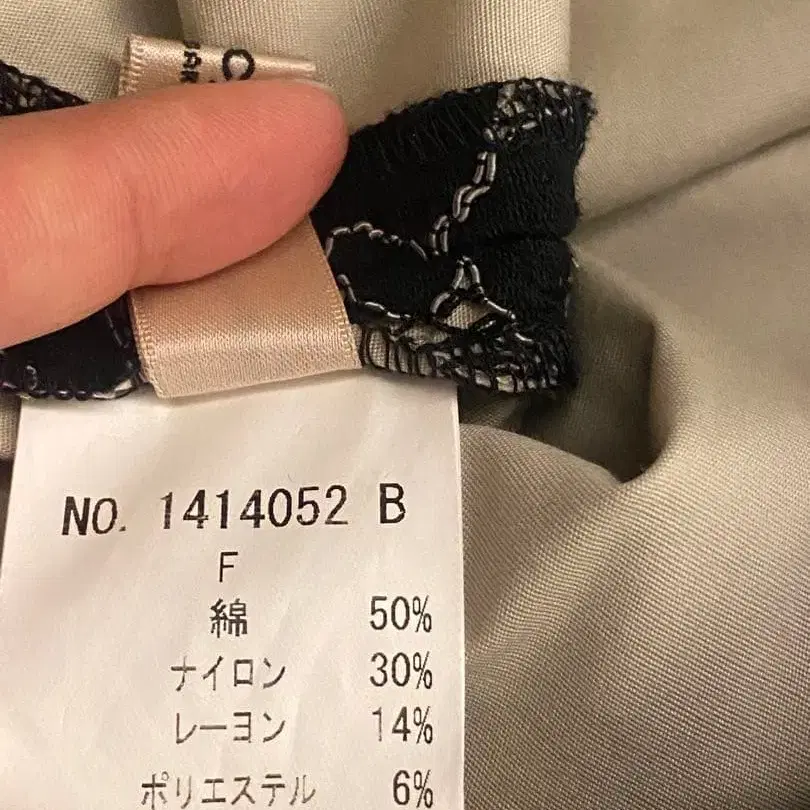 NO. 1414052 B
F
綿 50%
ナイロン 30%
レーヨン 14%
ポリエステル 6%